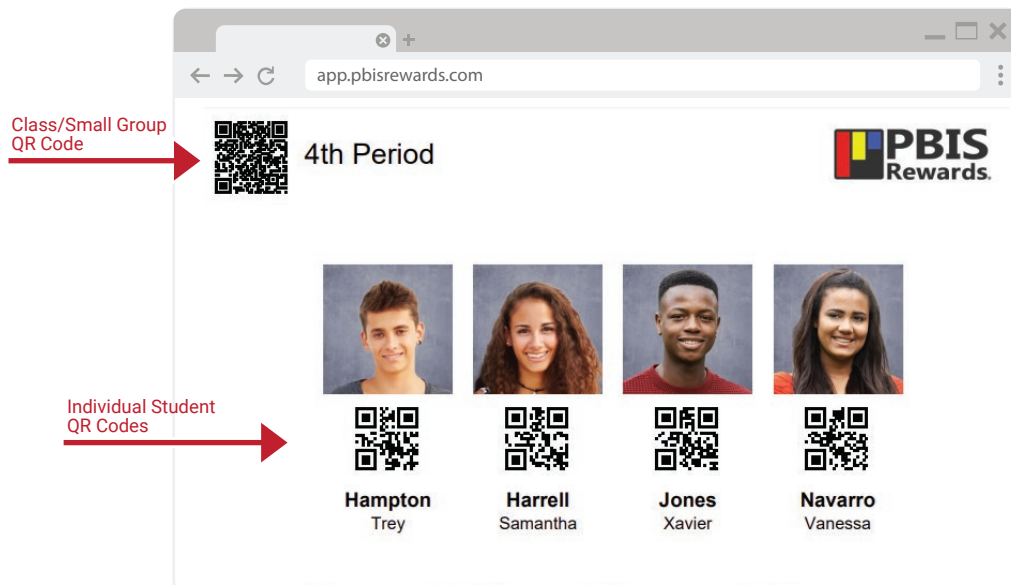 app.pbisrewards.com
Class/Small Group
QR Code
4th Period
PBIS
Rewards.
Individual Student
QR Codes
Hampton Harrell Jones Navarro
Trey Samantha Xavier Vanessa